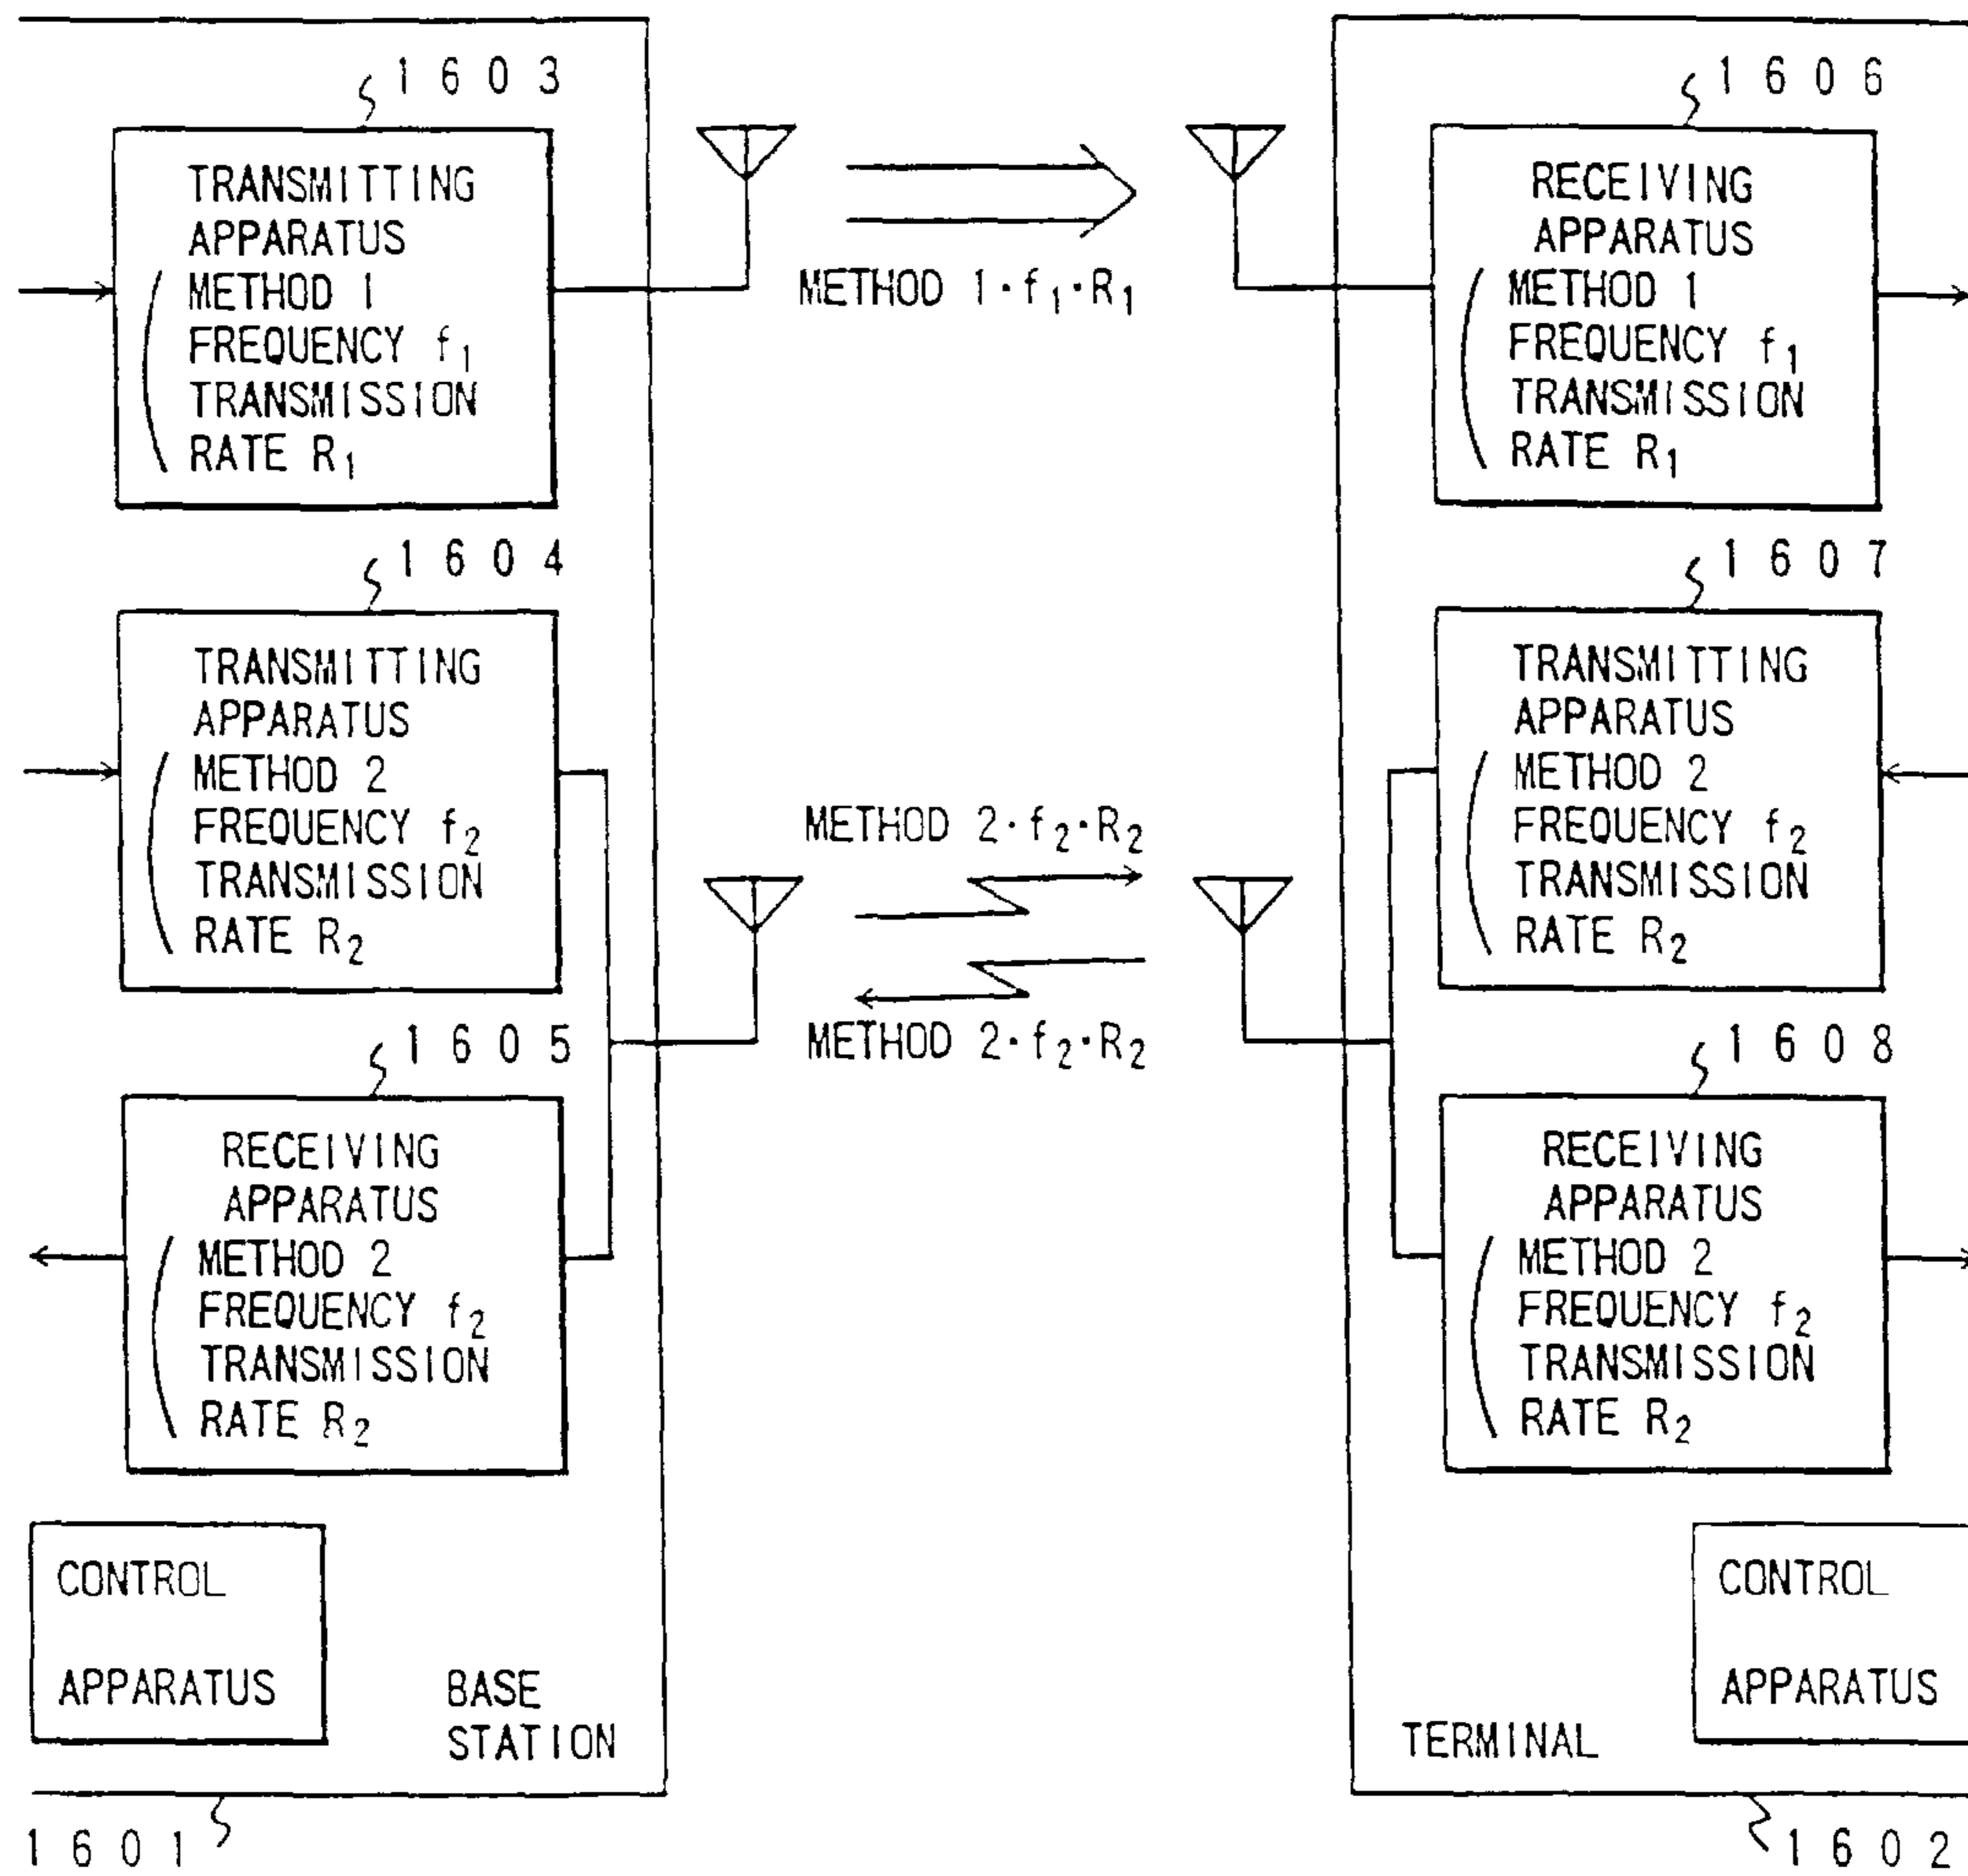 1603
TRANSMITTING
APPARATUS
METHOD 1
FREQUENCY f₁
TRANSMISSION
RATE R₁
1604
TRANSMITTING
APPARATUS
METHOD 2
FREQUENCY f₂
TRANSMISSION
RATE R₂
1605
RECEIVING
APPARATUS
METHOD 2
FREQUENCY f₂
TRANSMISSION
RATE R₂
CONTROL
APPARATUS
BASE
STATION
1601
METHOD 1·f₁·R₁
METHOD 2·f₂·R₂
METHOD 2·f₂·R₂
1606
RECEIVING
APPARATUS
METHOD 1
FREQUENCY f₁
TRANSMISSION
RATE R₁
1607
TRANSMITTING
APPARATUS
METHOD 2
FREQUENCY f₂
TRANSMISSION
RATE R₂
1608
RECEIVING
APPARATUS
METHOD 2
FREQUENCY f₂
TRANSMISSION
RATE R₂
CONTROL
APPARATUS
TERMINAL
1602